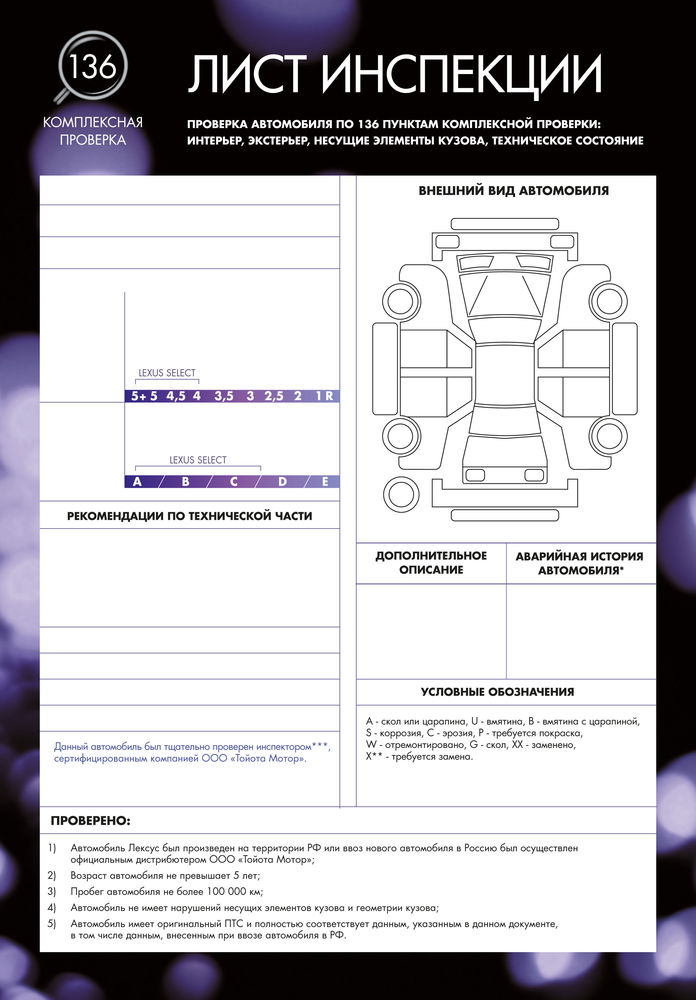 136
КОМПЛЕКСНАЯ
ПРОВЕРКА
ЛИСТ ИНСПЕКЦИИ
ПРОВЕРКА АВТОМОБИЛЯ ПО 136 ПУНКТАМ КОМПЛЕКСНОЙ ПРОВЕРКИ:
ИНТЕРЬЕР, ЭКСТЕРЬЕР, НЕСУЩИЕ ЭЛЕМЕНТЫ КУЗОВА, ТЕХНИЧЕСКОЕ СОСТОЯНИЕ
LEXUS SELECT
5+ 5 4,5 4 3,5 3 2,5 2 1 R
LEXUS SELECT
A / B / C / D / E
РЕКОМЕНДАЦИИ ПО ТЕХНИЧЕСКОЙ ЧАСТИ
Данный автомобиль был тщательно проверен инспектором***,
сертифицированным компанией ООО «Тойота Мотор».
ВНЕШНИЙ ВИД АВТОМОБИЛЯ
ДОПОЛНИТЕЛЬНОЕ
ОПИСАНИЕ
АВАРИЙНАЯ ИСТОРИЯ
АВТОМОБИЛЯ*
УСЛОВНЫЕ ОБОЗНАЧЕНИЯ
A - скол или царапина, U - вмятина, B - вмятина с царапиной,
S - коррозия, C - эрозия, P - требуется покраска,
W - отремонтировано, G - скол, XX - заменено,
X** - требуется замена.
ПРОВЕРЕНО:
1) Автомобиль Лексус был произведен на территории РФ или ввоз нового автомобиля в Россию был осуществлен
официальным дистрибютером ООО «Тойота Мотор»;
2) Возраст автомобиля не превышает 5 лет;
3) Пробег автомобиля не более 100 000 км;
4) Автомобиль не имеет нарушений несущих элементов кузова и геометрии кузова;
5) Автомобиль имеет оригинальный ПТС и полностью соответствует данным, указанным в данном документе,
в том числе данным, внесенным при ввозе автомобиля в РФ.